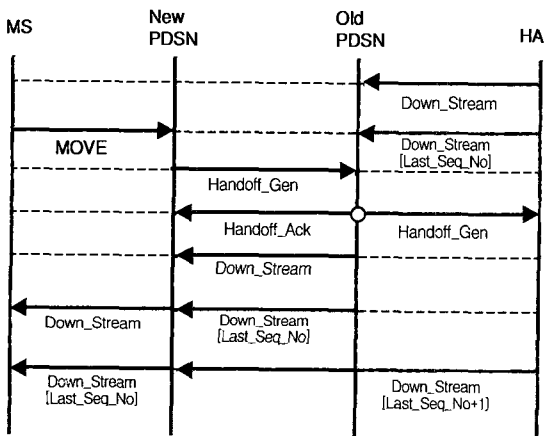 MS
New
PDSN
Old
PDSN
HA
Down_Stream
MOVE
Down_Stream
[Last_Seq_No]
Handoff_Gen
Handoff_Ack
Handoff_Gen
Down_Stream
Down_Stream
Down_Stream
[Last_Seq_No]
Down_Stream
[Last_Seq_No]
Down_Stream
[Last_Seq_No+1]